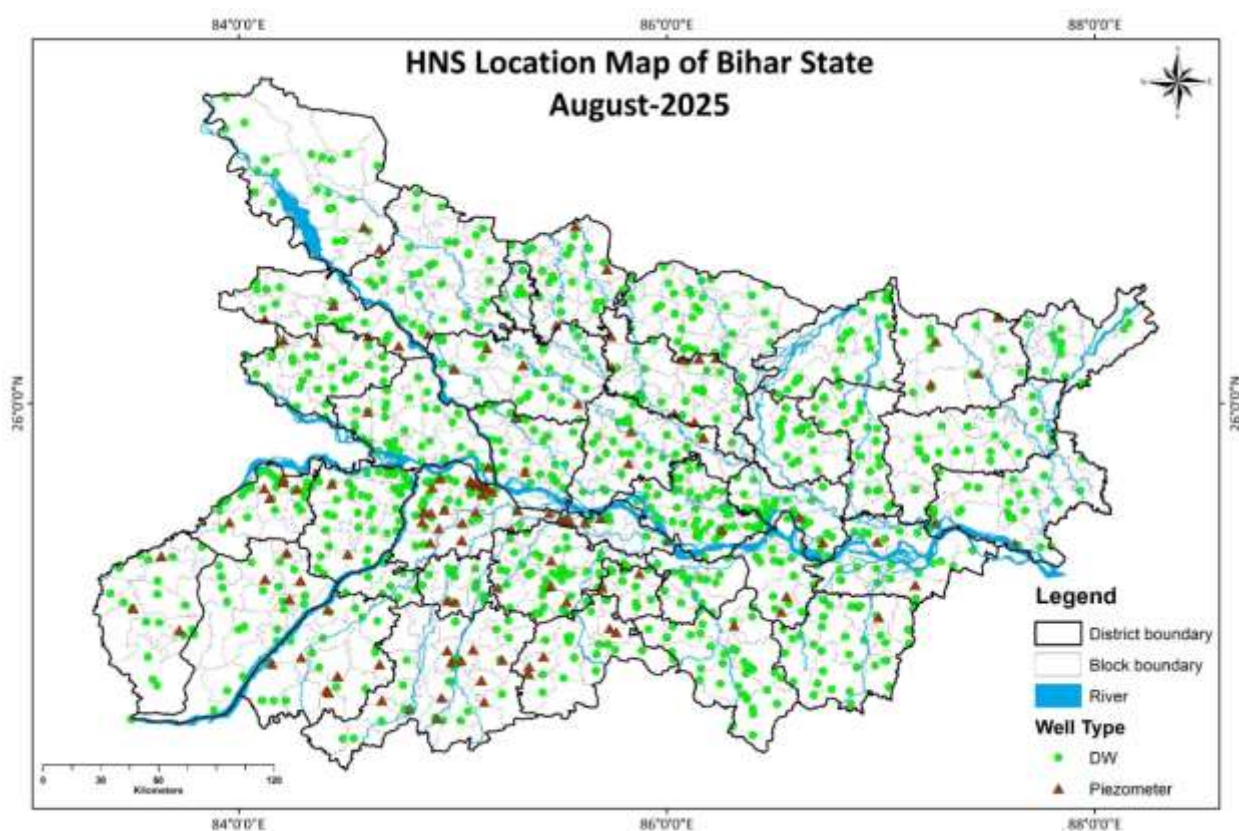 84°0'0"E 86°0'0"E 88°0'0"E
HNS Location Map of Bihar State
August-2025
26°0'0"N
26°0'0"N
Legend
District boundary
Block boundary
River
Well Type
DW
Piezometer
0 30 60 120
Kilometers
84°0'0"E 86°0'0"E 88°0'0"E